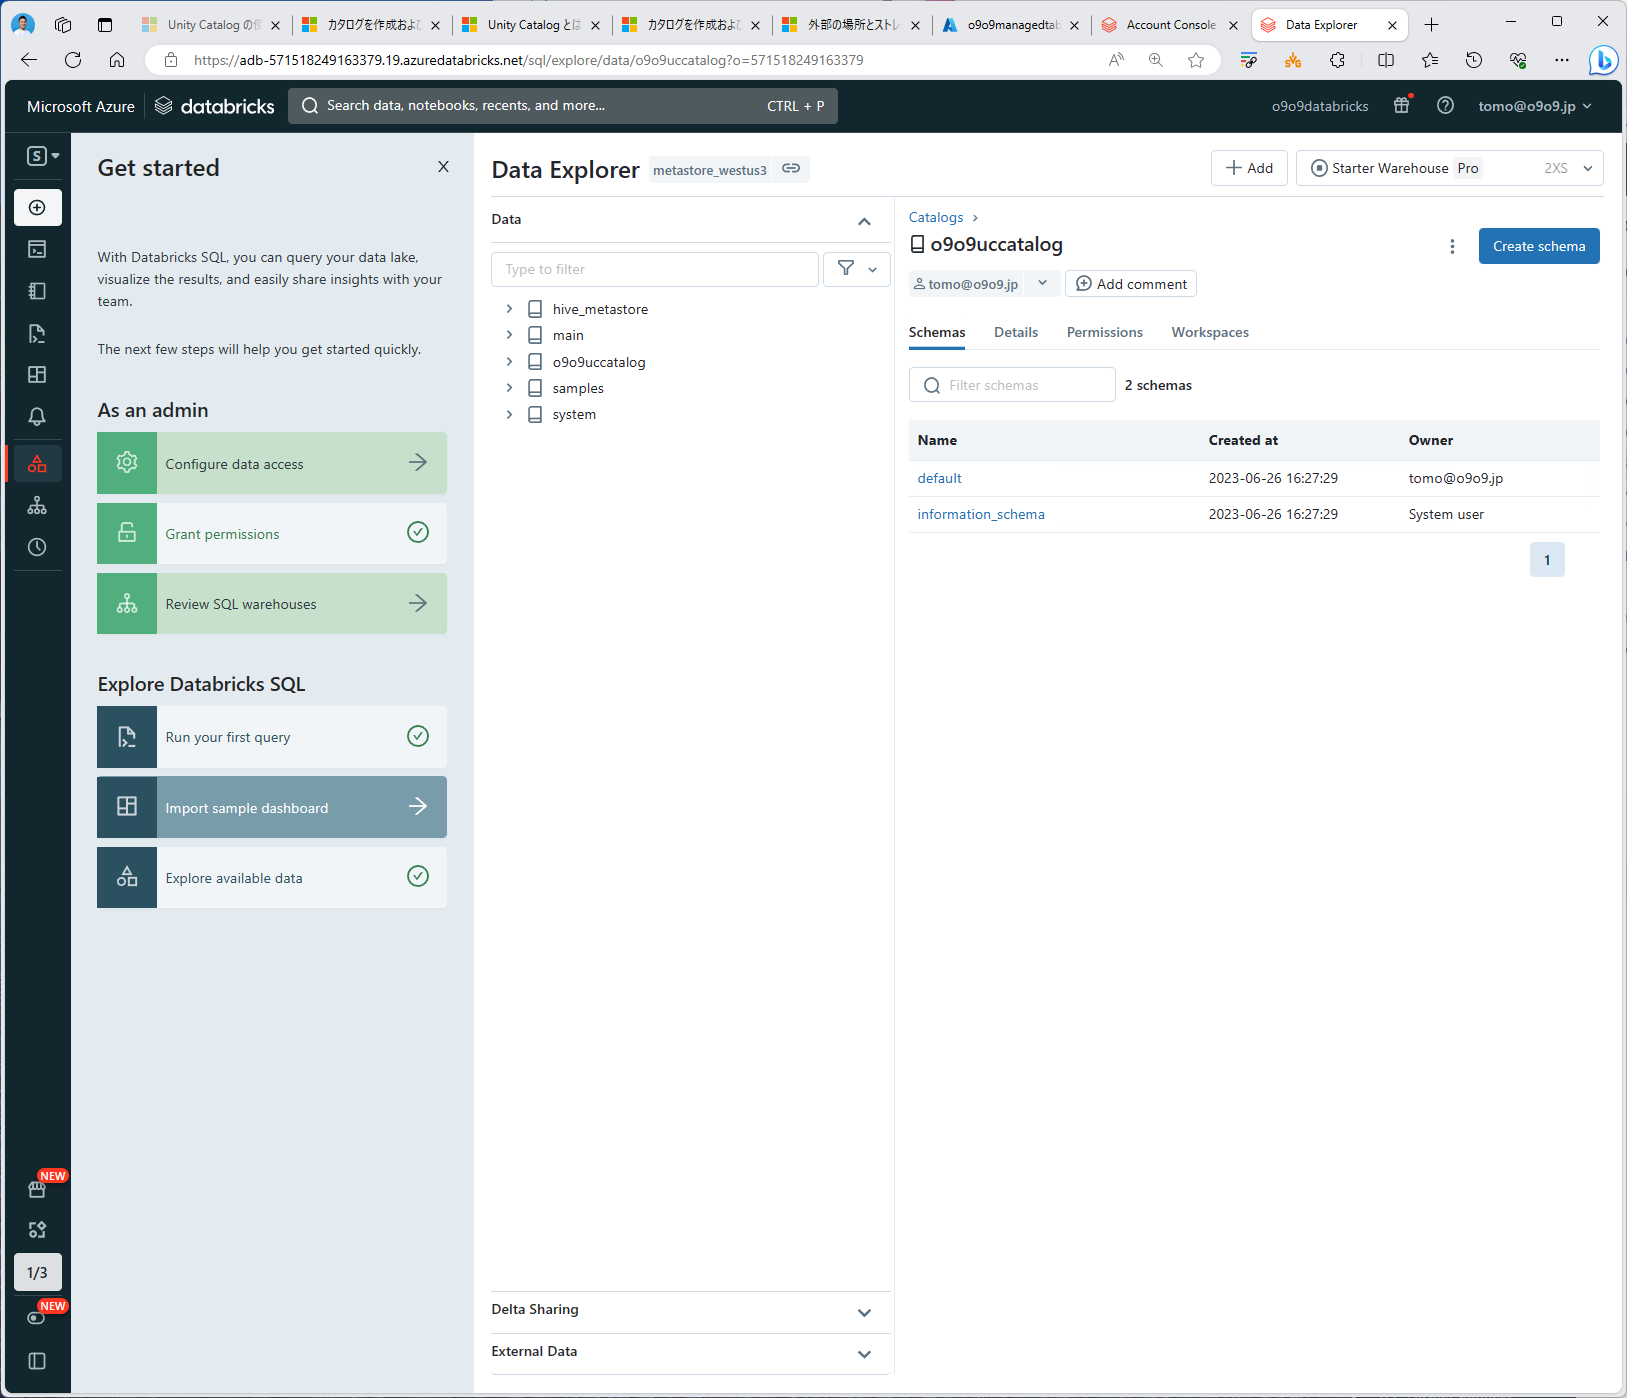 Unity Catalog の
カタログを作成およ
Unity Catalog とは
カタログを作成およ
外部の場所とストレ
o9o9managedtab
Account Console
Data Explorer
https://adb-571518249163379.19.azuredatabricks.net/sql/explore/data/o9o9uccatalog?o=571518249163379
Microsoft Azure
databricks
Search data, notebooks, recents, and more...
CTRL + P
o9o9databricks
tomo@o9o9.jp
S
Get started
With Databricks SQL, you can query your data lake,
visualize the results, and easily share insights with your
team.
The next few steps will help you get started quickly.
As an admin
Configure data access
Grant permissions
Review SQL warehouses
Explore Databricks SQL
Run your first query
Import sample dashboard
Explore available data
NEW
1/3
NEW
Data Explorer
metastore_westus3
Add
Starter Warehouse
Pro
2XS
Data
Type to filter
hive_metastore
main
o9o9uccatalog
samples
system
Delta Sharing
External Data
Catalogs
o9o9uccatalog
Create schema
tomo@o9o9.jp
Add comment
Schemas Details Permissions Workspaces
Filter schemas
2 schemas
Name Created at Owner
default 2023-06-26 16:27:29 tomo@o9o9.jp
information_schema 2023-06-26 16:27:29 System user
1